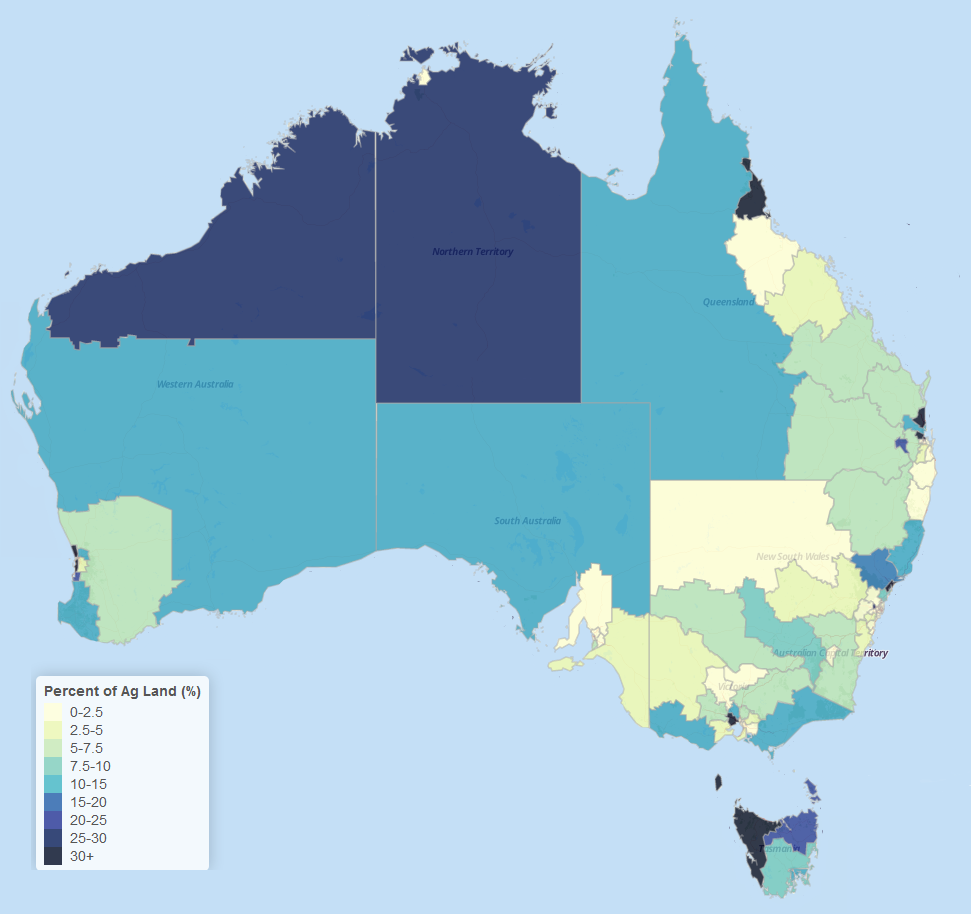 Northern Territory
Queensland
Western Australia
South Australia
New South Wales
Australian Capital Territory
Victoria
Tasmania
Percent of Ag Land (%)
0-2.5
2.5-5
5-7.5
7.5-10
10-15
15-20
20-25
25-30
30+